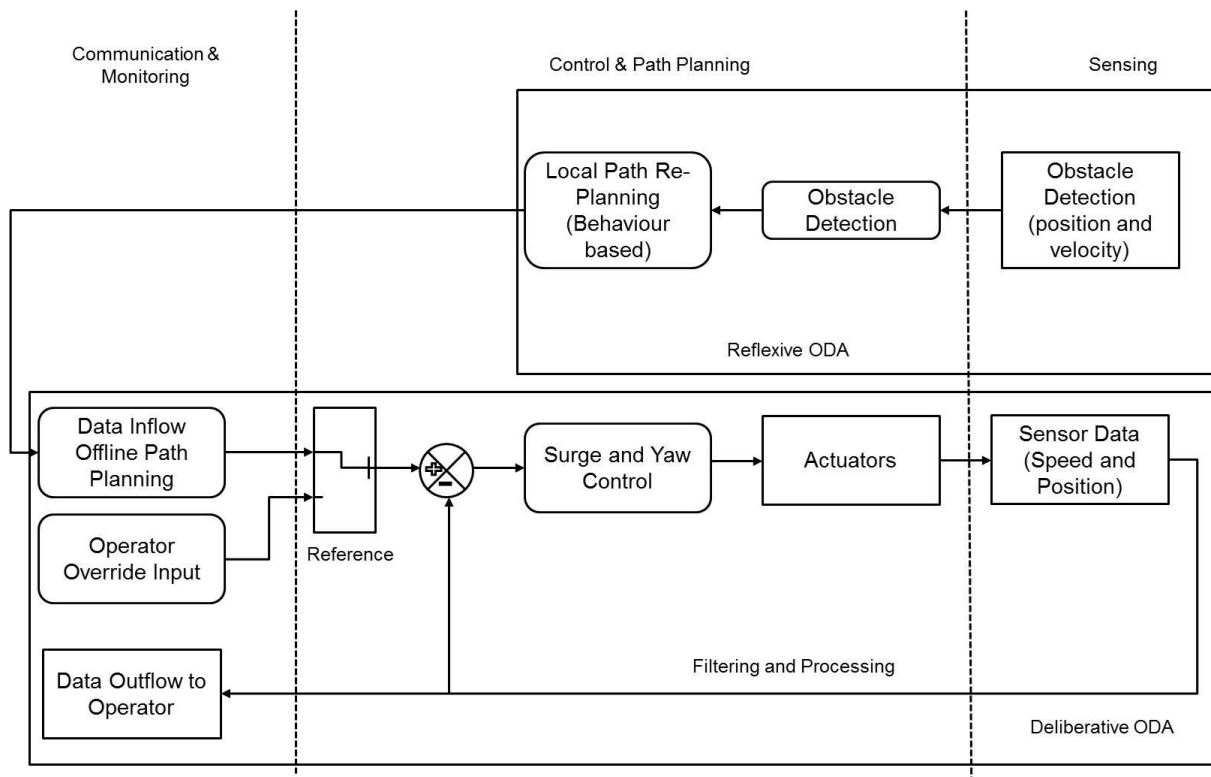 Communication &
Monitoring
Control & Path Planning
Sensing
Local Path Re-
Planning
(Behaviour
based)
Obstacle
Detection
Obstacle
Detection
(position and
velocity)
Reflexive ODA
Data Inflow
Offline Path
Planning
Operator
Override Input
Reference
Surge and Yaw
Control
Actuators
Sensor Data
(Speed and
Position)
Filtering and Processing
Data Outflow to
Operator
Deliberative ODA